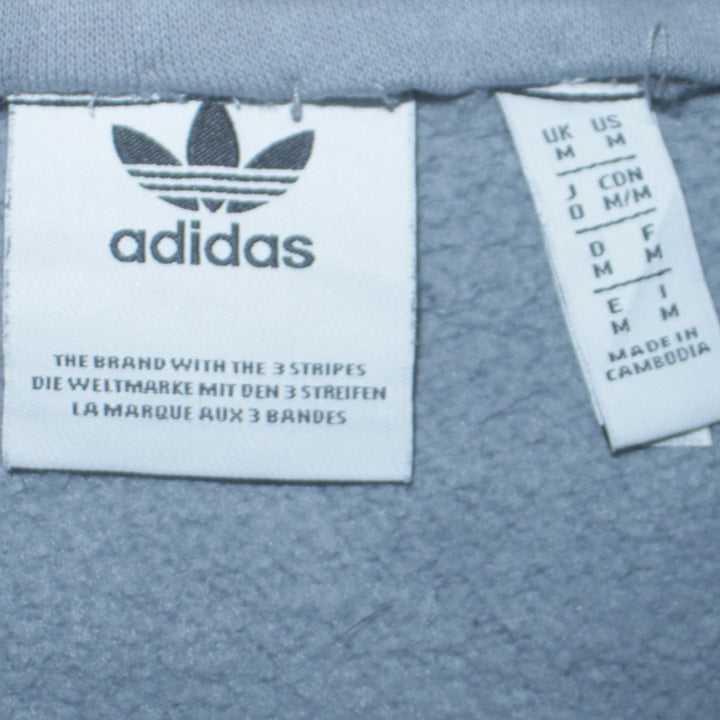 adidas
THE BRAND WITH THE 3 STRIPES
DIE WELTMARKE MIT DEN 3 STREIFEN
LA MARQUE AUX 3 BANDES
UK US
M M
J CDN
O M/M
D F
M M
E I
M M
MADE IN
CAMBODIA